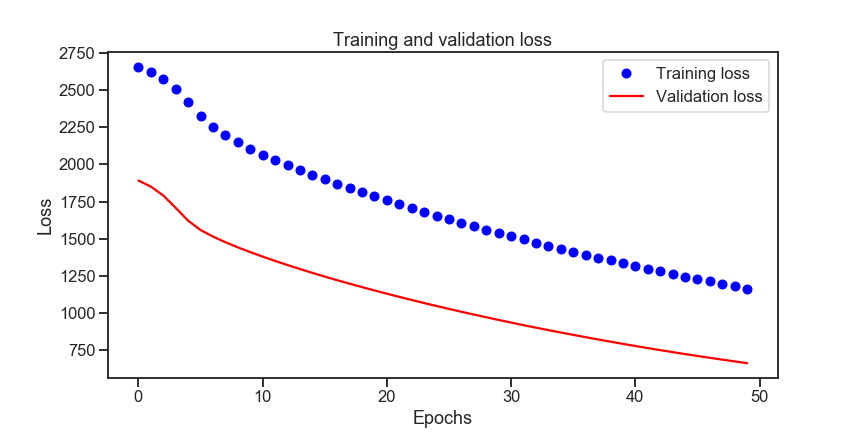 Training and validation loss
Training loss
Validation loss
2750
2500
2250
2000
1750
1500
1250
1000
750
Loss
0 10 20 30 40 50
Epochs